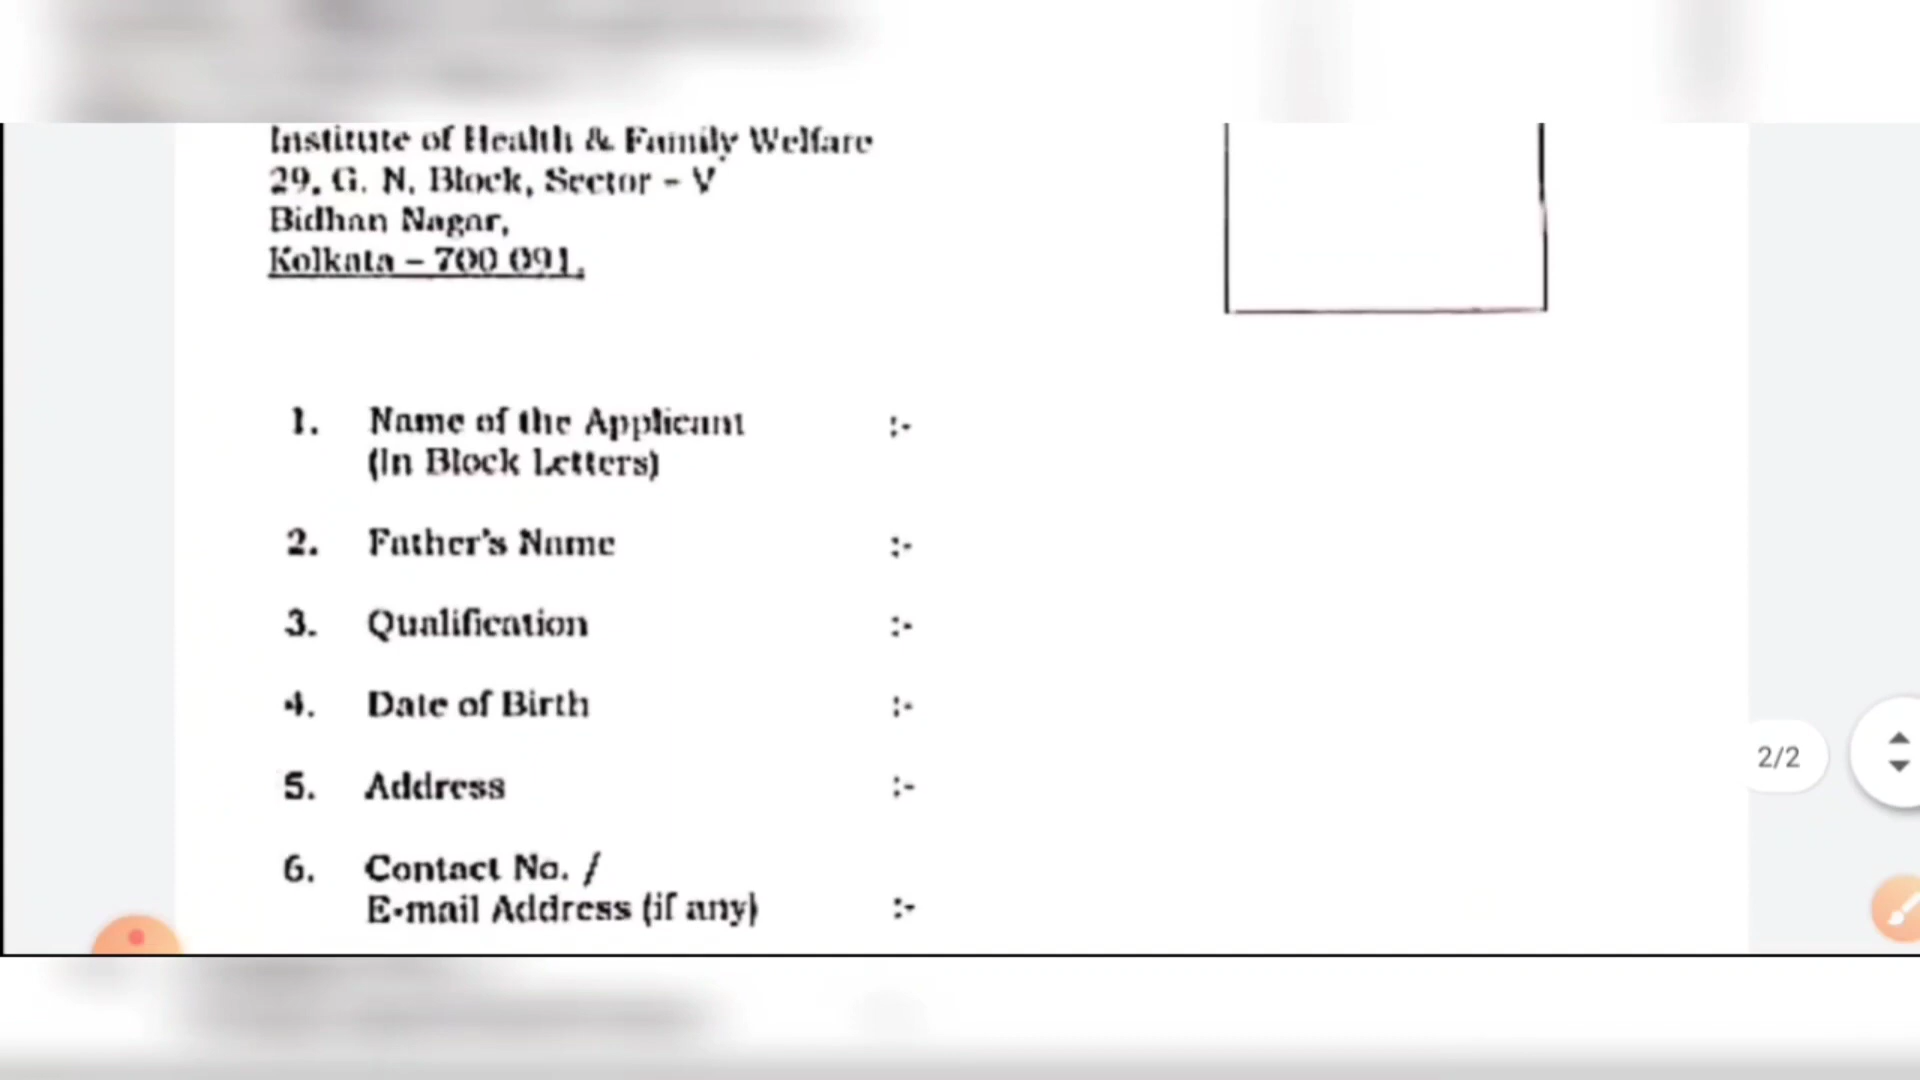 Institute of Health & Family Welfare
29, G. N. Block, Sector – V
Bidhan Nagar,
Kolkata – 700 091.
1. Name of the Applicant :-
(In Block Letters)
2. Father's Name :-
3. Qualification :-
4. Date of Birth :-
5. Address :-
6. Contact No. /
E-mail Address (if any) :-
2/2